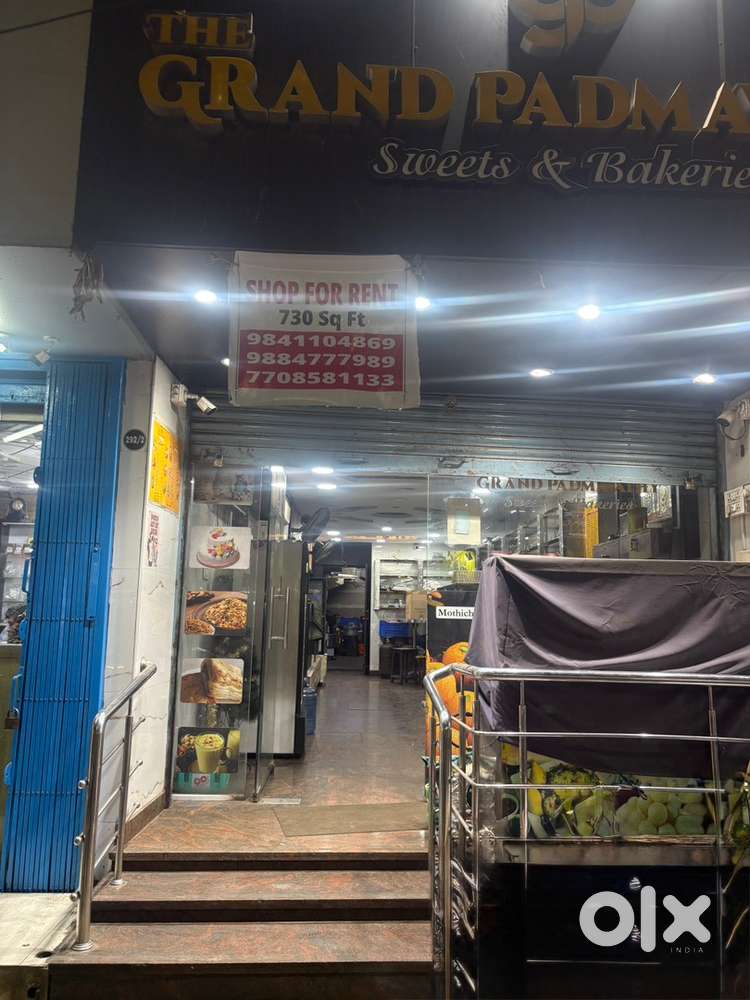 THE
GRAND PADMA
Sweets & Bakerie
SHOP FOR RENT
730 Sq Ft
9841104869
9884777989
7708581133
292/2
GRAND PADM
Mothich
olx
INDIA